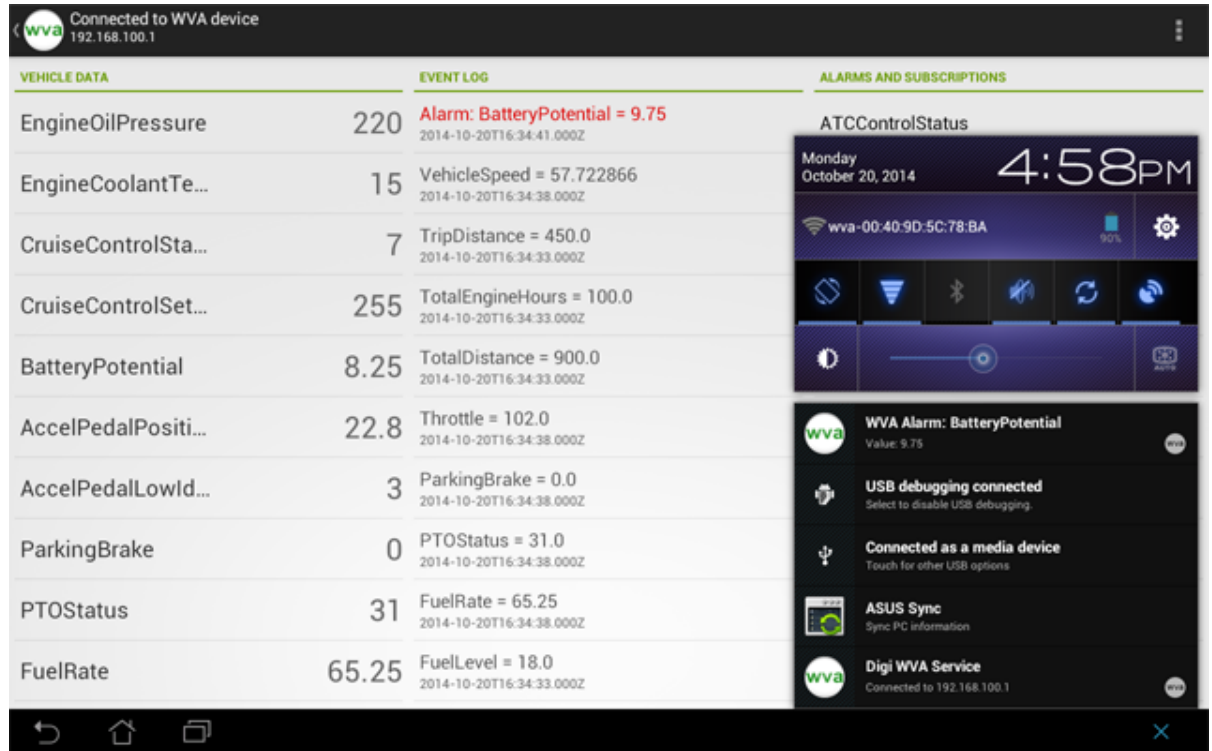 wva
Connected to WVA device
192.168.100.1
VEHICLE DATA
EngineOilPressure 220
EngineCoolantTe... 15
CruiseControlSta... 7
CruiseControlSet... 255
BatteryPotential 8.25
AccelPedalPositi... 22.8
AccelPedalLowId... 3
ParkingBrake 0
PTOStatus 31
FuelRate 65.25
EVENT LOG
Alarm: BatteryPotential = 9.75
2014-10-20T16:34:41.000Z
VehicleSpeed = 57.722866
2014-10-20T16:34:38.000Z
TripDistance = 450.0
2014-10-20T16:34:33.000Z
TotalEngineHours = 100.0
2014-10-20T16:34:33.000Z
TotalDistance = 900.0
2014-10-20T16:34:33.000Z
Throttle = 102.0
2014-10-20T16:34:38.000Z
ParkingBrake = 0.0
2014-10-20T16:34:38.000Z
PTOStatus = 31.0
2014-10-20T16:34:38.000Z
FuelRate = 65.25
2014-10-20T16:34:38.000Z
FuelLevel = 18.0
2014-10-20T16:34:33.000Z
ALARMS AND SUBSCRIPTIONS
ATCControlStatus
Monday
October 20, 2014
4:58PM
wva-00:40:9D:5C:78:BA
90%
AUTO
wva
WVA Alarm: BatteryPotential
Value: 9.75
wva
USB debugging connected
Select to disable USB debugging.
Connected as a media device
Touch for other USB options
ASUS Sync
Sync PC information
wva
Digi WVA Service
Connected to 192.168.100.1
wva